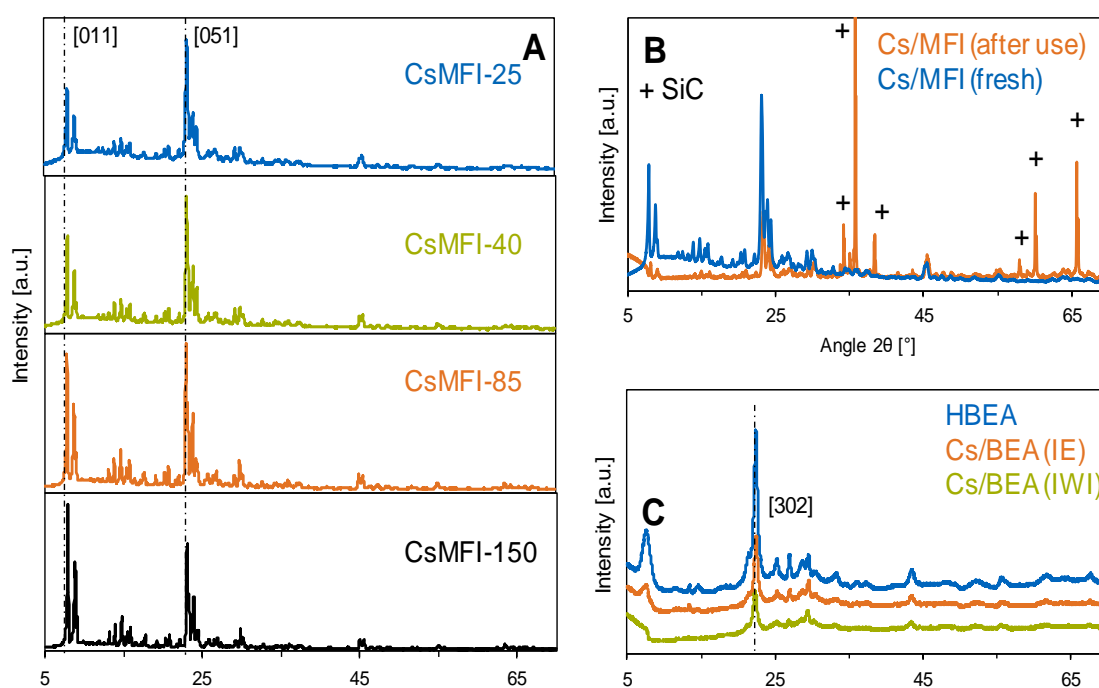 [011]
[051]
A
CsMFI-25
CsMFI-40
CsMFI-85
CsMFI-150
Intensity [a.u.]
5
25
45
65
B
+ SiC
Cs/MFI (after use)
Cs/MFI (fresh)
+
+
+
+
+
+
Intensity [a.u.]
5
25
45
65
Angle 2θ [°]
HBEA
Cs/BEA (IE)
Cs/BEA (IWI)
C
[302]
Intensity [a.u.]
5
25
45
65